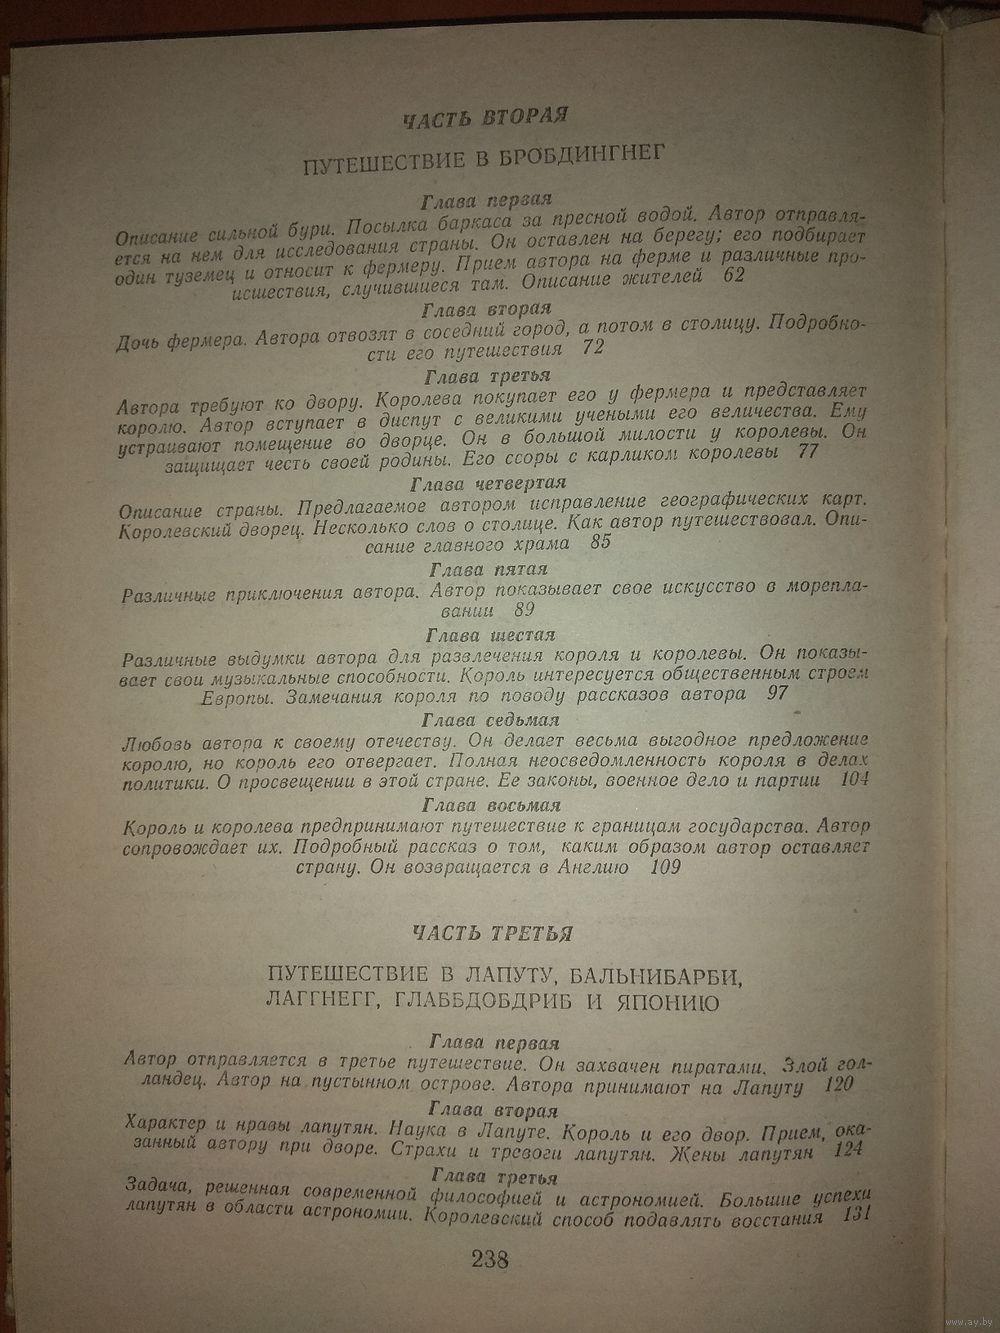 ЧАСТЬ ВТОРАЯ
ПУТЕШЕСТВИЕ В БРОБДИНГНЕГ
Глава первая
Описание сильной бури. Посылка баркаса за пресной водой. Автор отправля-
ется на нем для исследования страны. Он оставлен на берегу; его подбирает
один туземец и относит к фермеру. Прием автора на ферме и различные про-
исшествия, случившиеся там. Описание жителей 62
Глава вторая
Дочь фермера. Автора отвозят в соседний город, а потом в столицу. Подробно-
сти его путешествия 72
Глава третья
Автора требуют ко двору. Королева покупает его у фермера и представляет
королю. Автор вступает в диспут с великими учеными его величества. Ему
устраивают помещение во дворце. Он в большой милости у королевы. Он
защищает честь своей родины. Его ссоры с карликом королевы 77
Глава четвертая
Описание страны. Предлагаемое автором исправление географических карт.
Королевский дворец. Несколько слов о столице. Как автор путешествовал. Опи-
сание главного храма 85
Глава пятая
Различные приключения автора. Автор показывает свое искусство в морепла-
вании 89
Глава шестая
Различные выдумки автора для развлечения короля и королевы. Он показы-
вает свои музыкальные способности. Король интересуется общественным строем
Европы. Замечания короля по поводу рассказов автора 97
Глава седьмая
Любовь автора к своему отечеству. Он делает весьма выгодное предложение
королю, но король его отвергает. Полная неосведомленность короля в делах
политики. О просвещении в этой стране. Ее законы, военное дело и партии 104
Глава восьмая
Король и королева предпринимают путешествие к границам государства. Автор
сопровождает их. Подробный рассказ о том, каким образом автор оставляет
страну. Он возвращается в Англию 109
ЧАСТЬ ТРЕТЬЯ
ПУТЕШЕСТВИЕ В ЛАПУТУ, БАЛЬНИБАРБИ,
ЛАГГНЕГГ, ГЛАББДОБДРИБ И ЯПОНИЮ
Глава первая
Автор отправляется в третье путешествие. Он захвачен пиратами. Злой гол-
ландец. Автор на пустынном острове. Автора принимают на Лапуту 120
Глава вторая
Характер и нравы лапутян. Наука в Лапуте. Король и его двор. Прием, ока-
занный автору при дворе. Страхи и тревоги лапутян. Жены лапутян 124
Глава третья
Задача, решенная современной философией и астрономией. Большие успехи
лапутян в области астрономии. Королевский способ подавлять восстания 131
238
www.ay.by